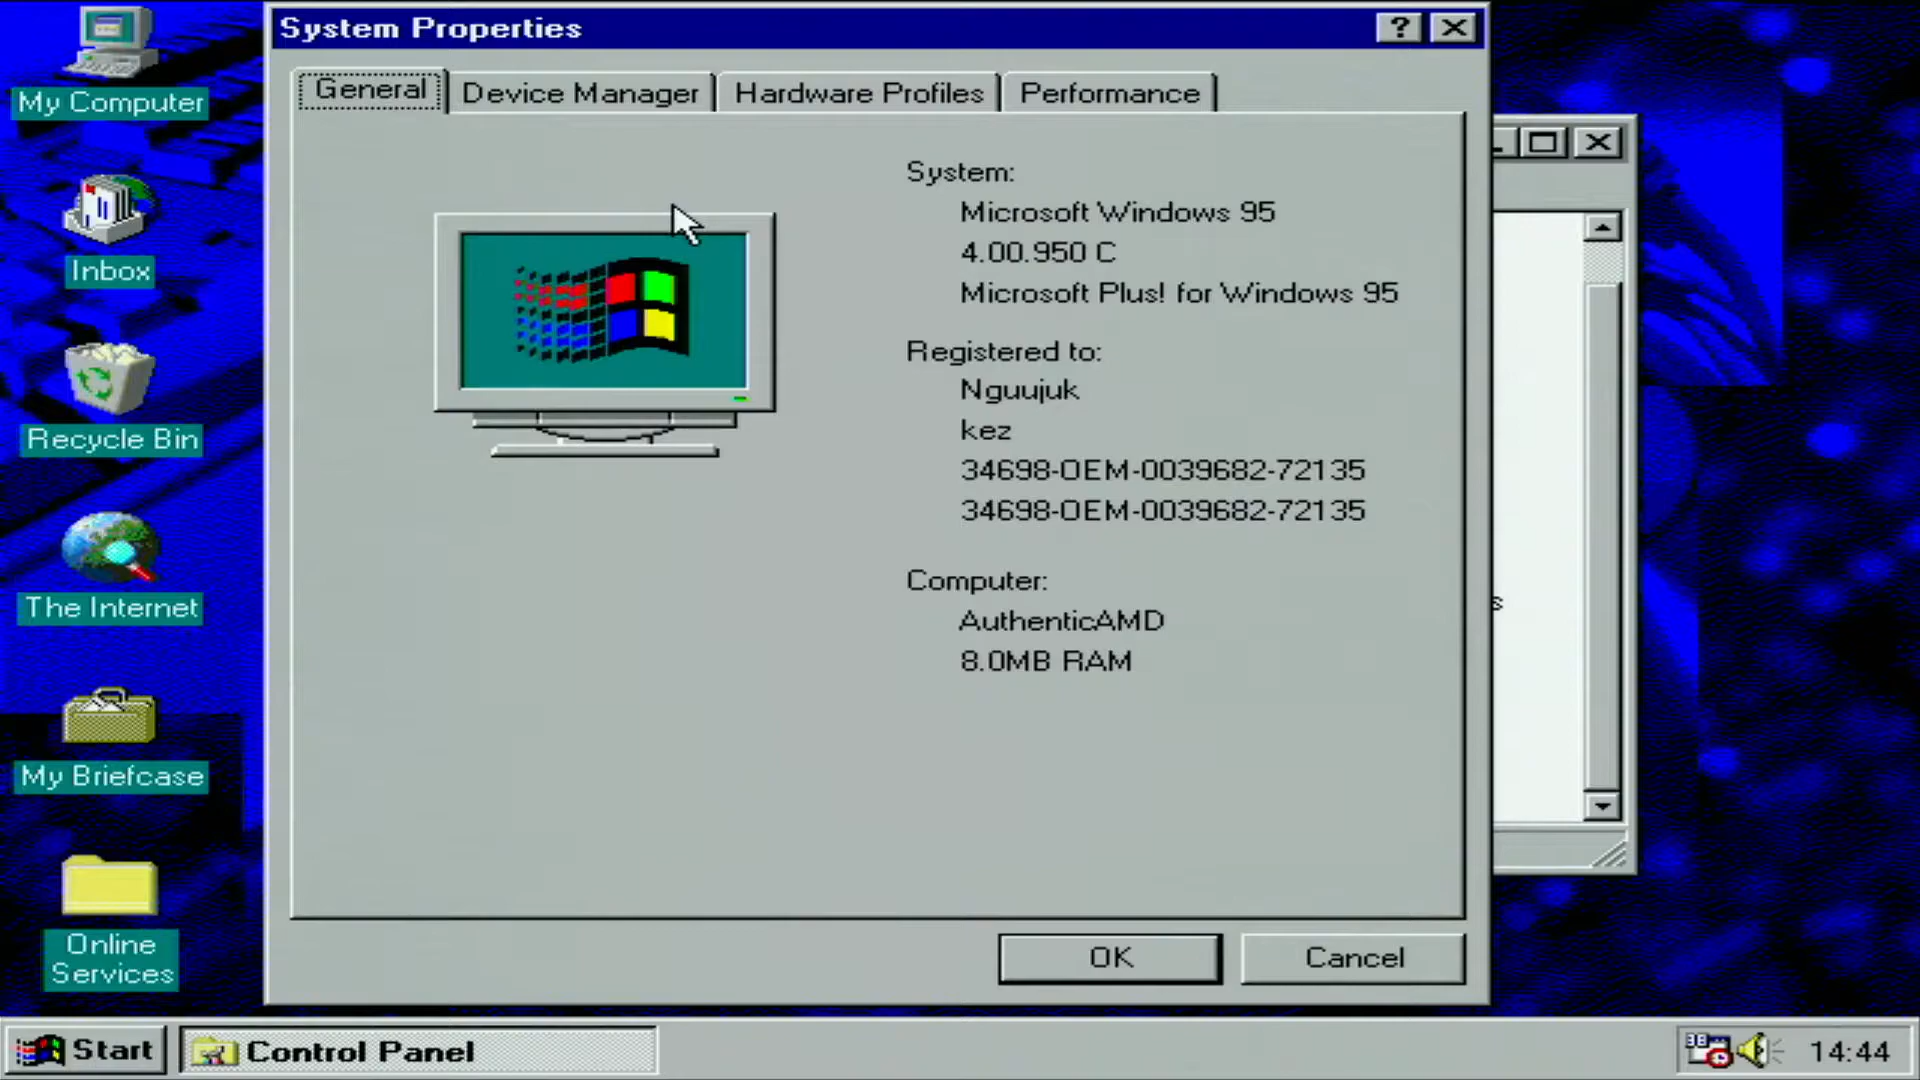 My Computer
Inbox
Recycle Bin
The Internet
My Briefcase
Online
Services
System Properties
General
Device Manager
Hardware Profiles
Performance
System:
Microsoft Windows 95
4.00.950 C
Microsoft Plus! for Windows 95
Registered to:
Nguujuk
kez
34698-OEM-0039682-72135
34698-OEM-0039682-72135
Computer:
AuthenticAMD
8.0MB RAM
s
OK
Cancel
Start
Control Panel
14:44